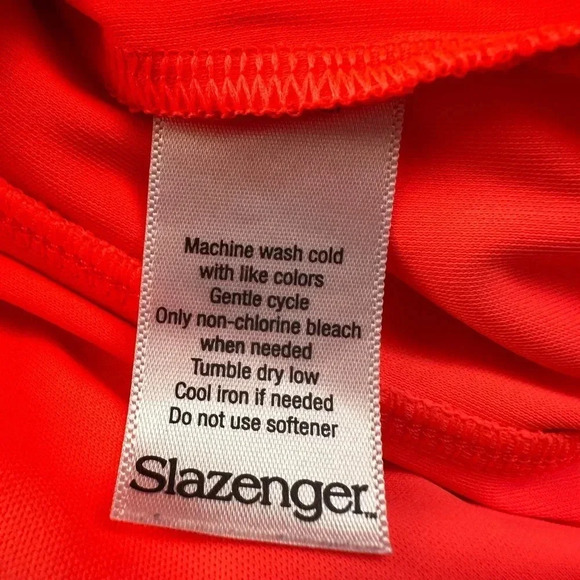 Machine wash cold
with like colors
Gentle cycle
Only non-chlorine bleach
when needed
Tumble dry low
Cool iron if needed
Do not use softener
Slazenger